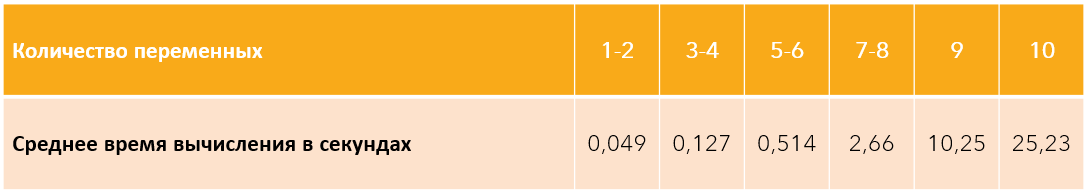 Количество переменных 1-2 3-4 5-6 7-8 9 10
Среднее время вычисления в секундах 0,049 0,127 0,514 2,66 10,25 25,23